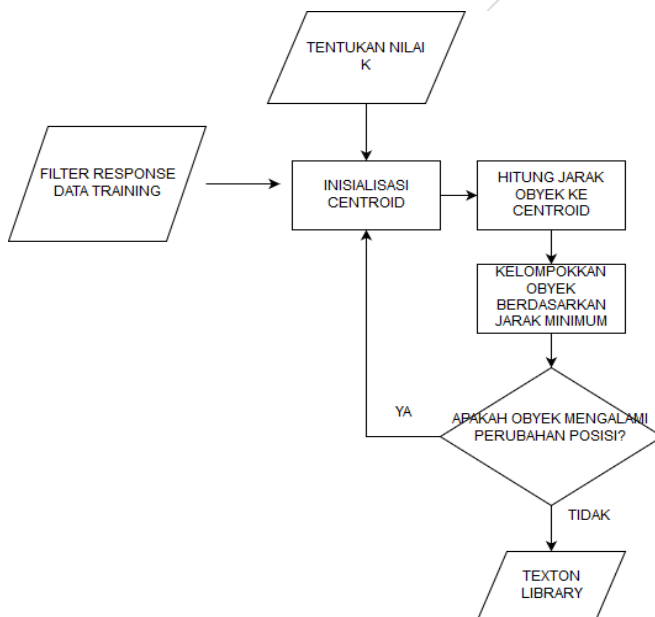 TENTUKAN NILAI
K
FILTER RESPONSE
DATA TRAINING
INISIALISASI
CENTROID
HITUNG JARAK
OBYEK KE
CENTROID
KELOMPOKKAN
OBYEK
BERDASARKAN
JARAK MINIMUM
YA
APAKAH OBYEK MENGALAMI
PERUBAHAN POSISI?
TIDAK
TEXTON
LIBRARY